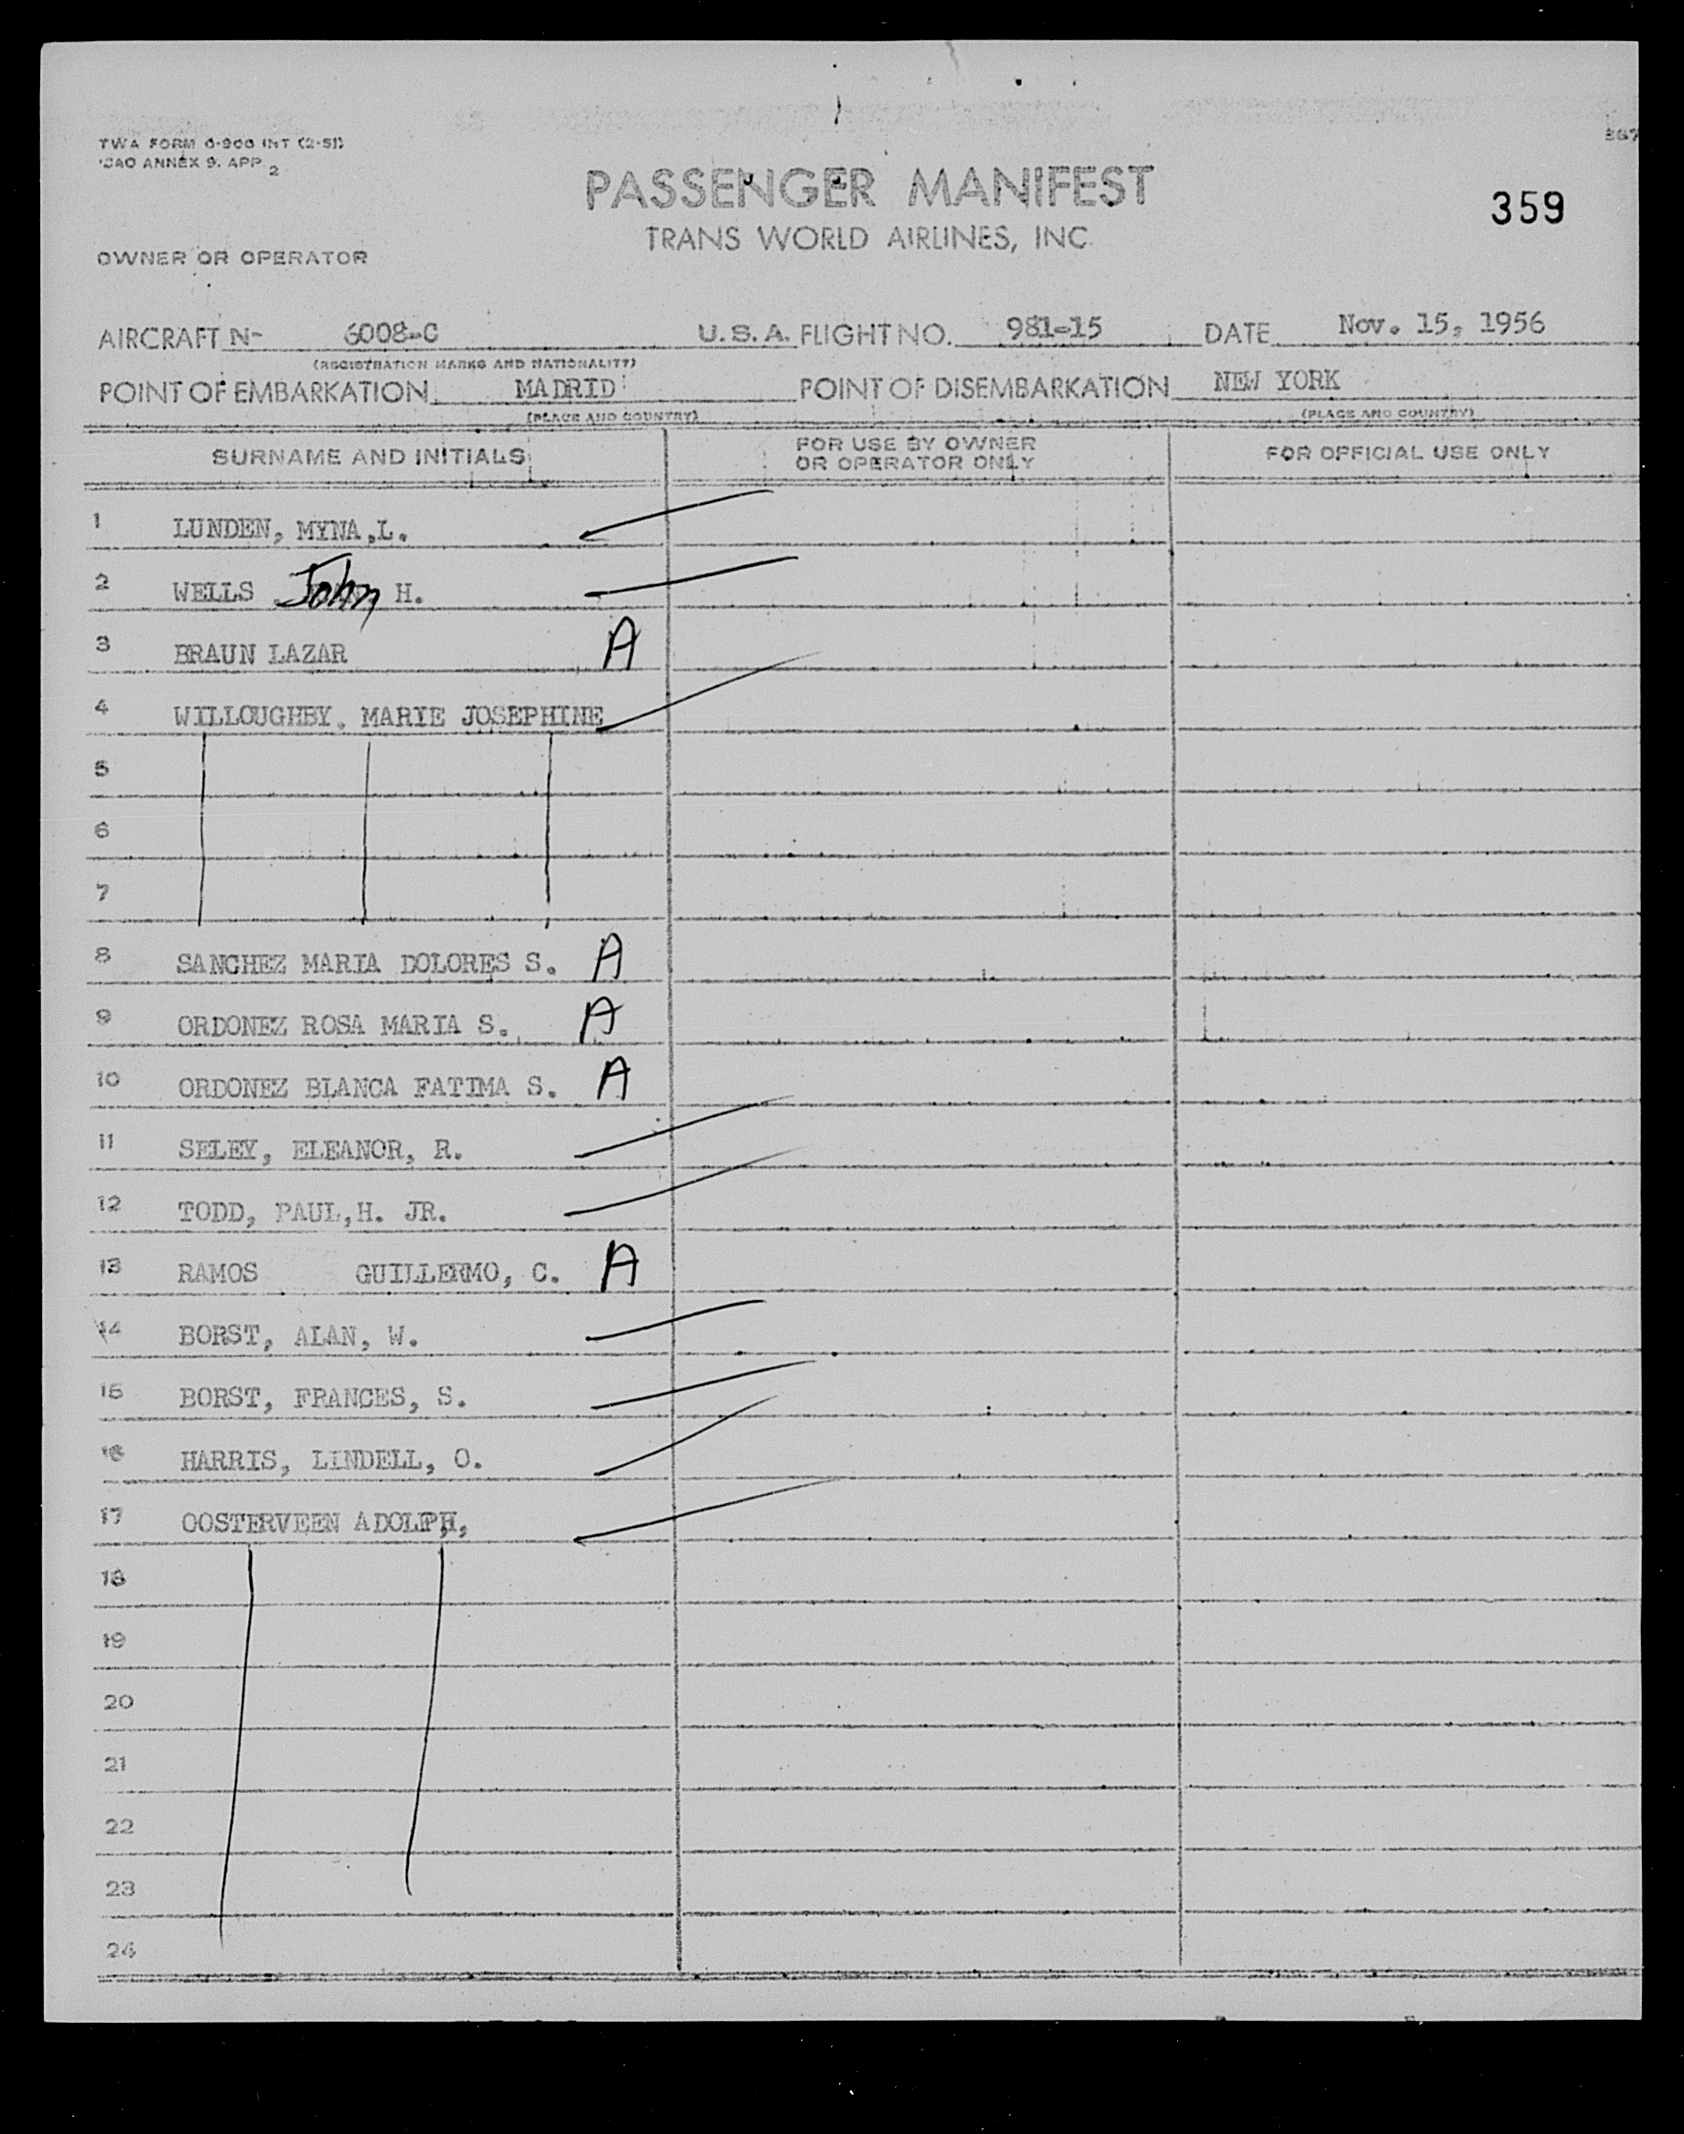 TWA FORM 0-900 INT (2-51)
ICAO ANNEX 9. APP 2
PASSENGER MANIFEST
359
TRANS WORLD AIRLINES, INC.
OWNER OR OPERATOR
AIRCRAFT N- 6008-C U.S.A. FLIGHT NO. 981-15 DATE Nov. 15, 1956
(REGISTRATION MARKS AND NATIONALITY)
POINT OF EMBARKATION MADRID POINT OF DISEMBARKATION NEW YORK
(PLACE AND COUNTRY) (PLACE AND COUNTRY)
SURNAME AND INITIALS FOR USE BY OWNER OR OPERATOR ONLY FOR OFFICIAL USE ONLY
1 LUNDEN, MYNA,L.
2 WELLS John H.
3 BRAUN LAZAR A
4 WILLOUGHBY. MARIE JOSEPHINE
5
6
7
8 SANCHEZ MARIA DOLORES S. A
9 ORDONEZ ROSA MARIA S. A
10 ORDONEZ BLANCA FATIMA S. A
11 SELEY, ELEANOR, R.
12 TODD, PAUL,H. JR.
13 RAMOS GUILLERMO, C. A
14 BORST, ALAN, W.
15 BORST, FRANCES, S.
16 HARRIS, LINDELL, O.
17 OOSTERVEEN ADOLPH,
18
19
20
21
22
23
24